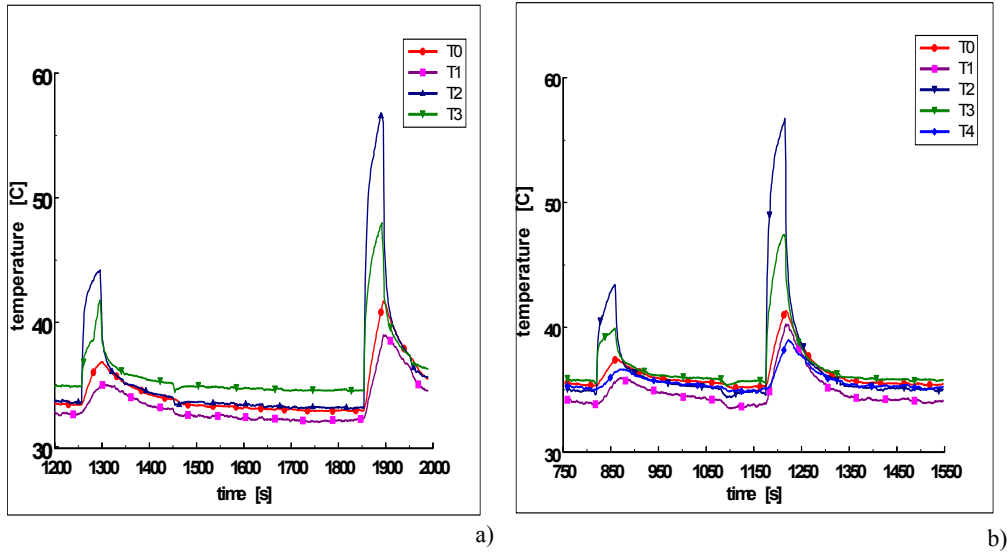 T0
T1
T2
T3
60
50
40
30
temperature [C]
1200 1300 1400 1500 1600 1700 1800 1900 2000
time [s]
a)
T0
T1
T2
T3
T4
60
50
40
30
temperature [C]
750 850 950 1050 1150 1250 1350 1450 1550
time [s]
b)